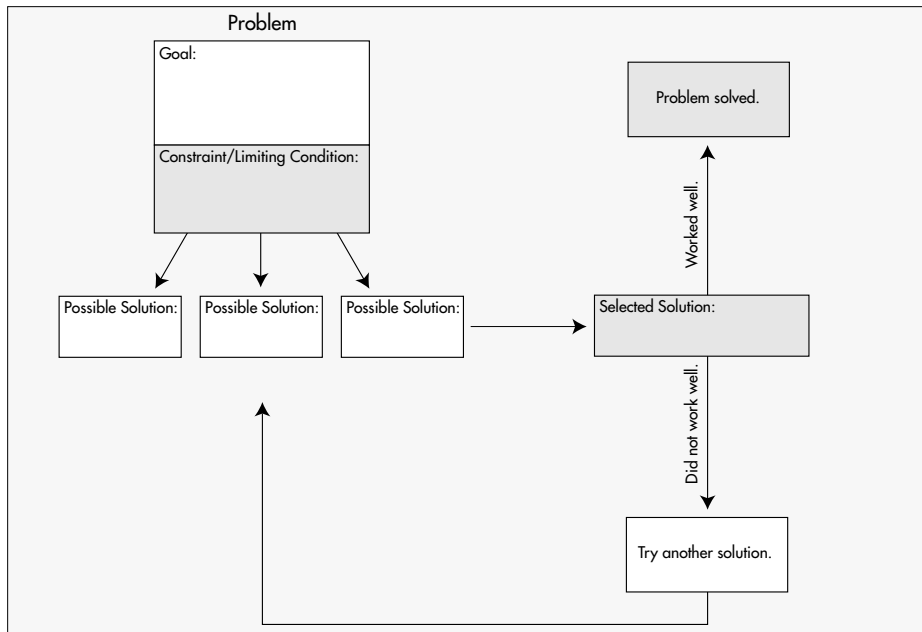 Problem
Goal:
Constraint/Limiting Condition:
Possible Solution:
Possible Solution:
Possible Solution:
Selected Solution:
Worked well.
Problem solved.
Did not work well.
Try another solution.